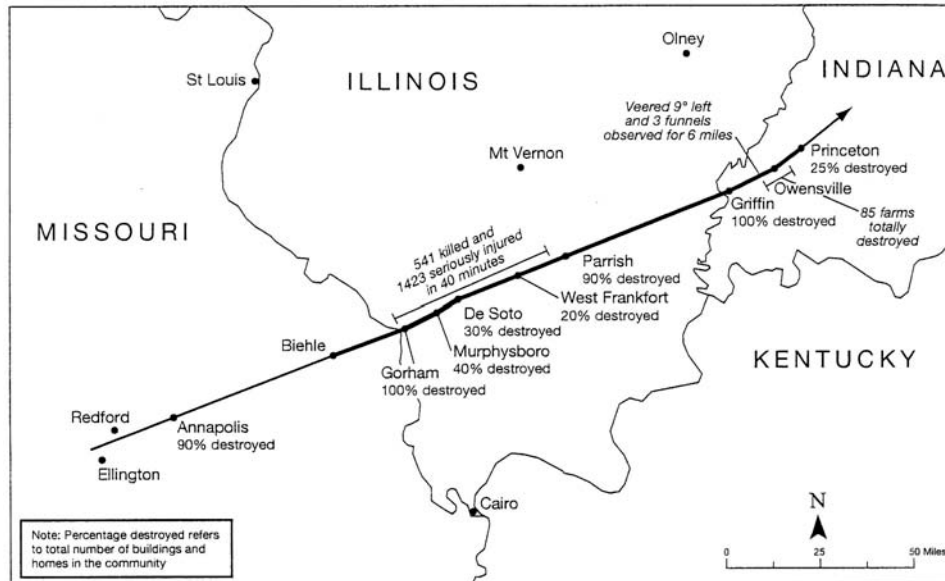 Olney
St Louis
ILLINOIS
INDIANA
Veered 9° left
and 3 funnels
observed for 6 miles
Mt Vernon
Princeton
25% destroyed
Owensville
Griffin
100% destroyed
85 farms
totally
destroyed
MISSOURI
541 killed and
1423 seriously injured
in 40 minutes
Parrish
90% destroyed
West Frankfort
20% destroyed
De Soto
30% destroyed
Biehle
Murphysboro
40% destroyed
KENTUCKY
Gorham
100% destroyed
Redford
Annapolis
90% destroyed
Ellington
Cairo
N
Note: Percentage destroyed refers
to total number of buildings and
homes in the community
0 25 50 Miles